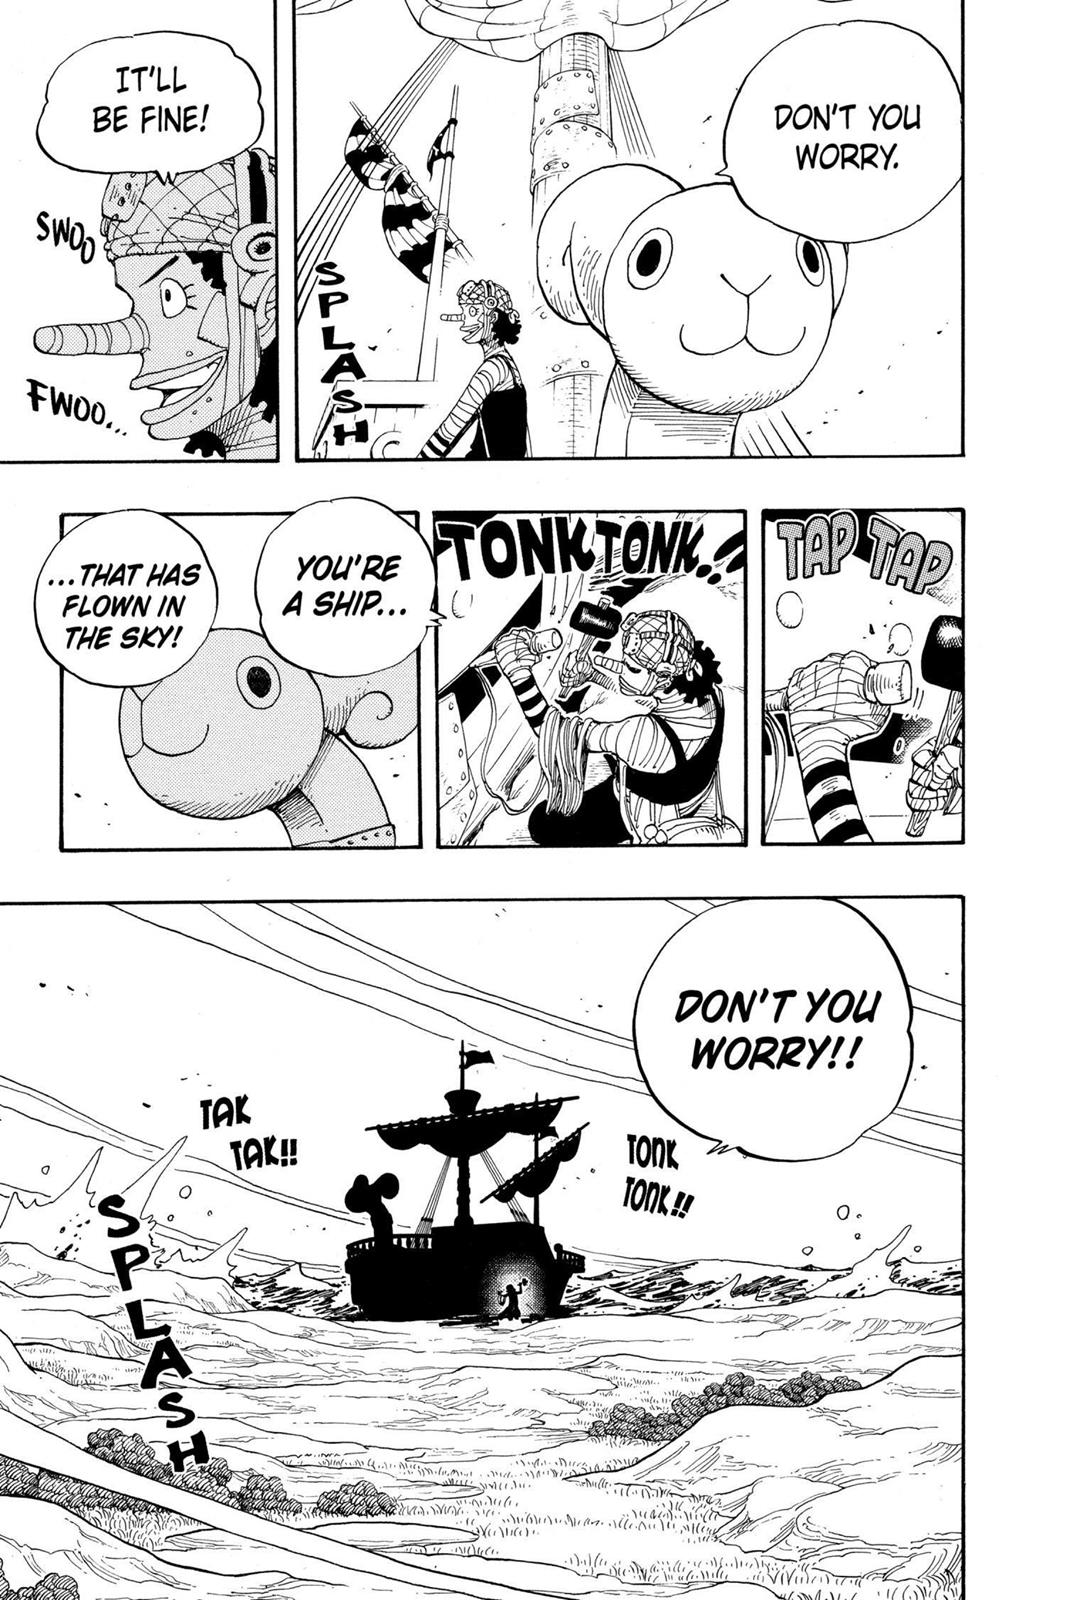 DON'T YOU
WORRY.
SPLASH
IT'LL
BE FINE!
SWOO
FWOO...
TAP TAP
TONK TONK!!
YOU'RE
A SHIP...
...THAT HAS
FLOWN IN
THE SKY!
DON'T YOU
WORRY!!
TONK
TONK!!
TAK
TAK!!
SPLASH